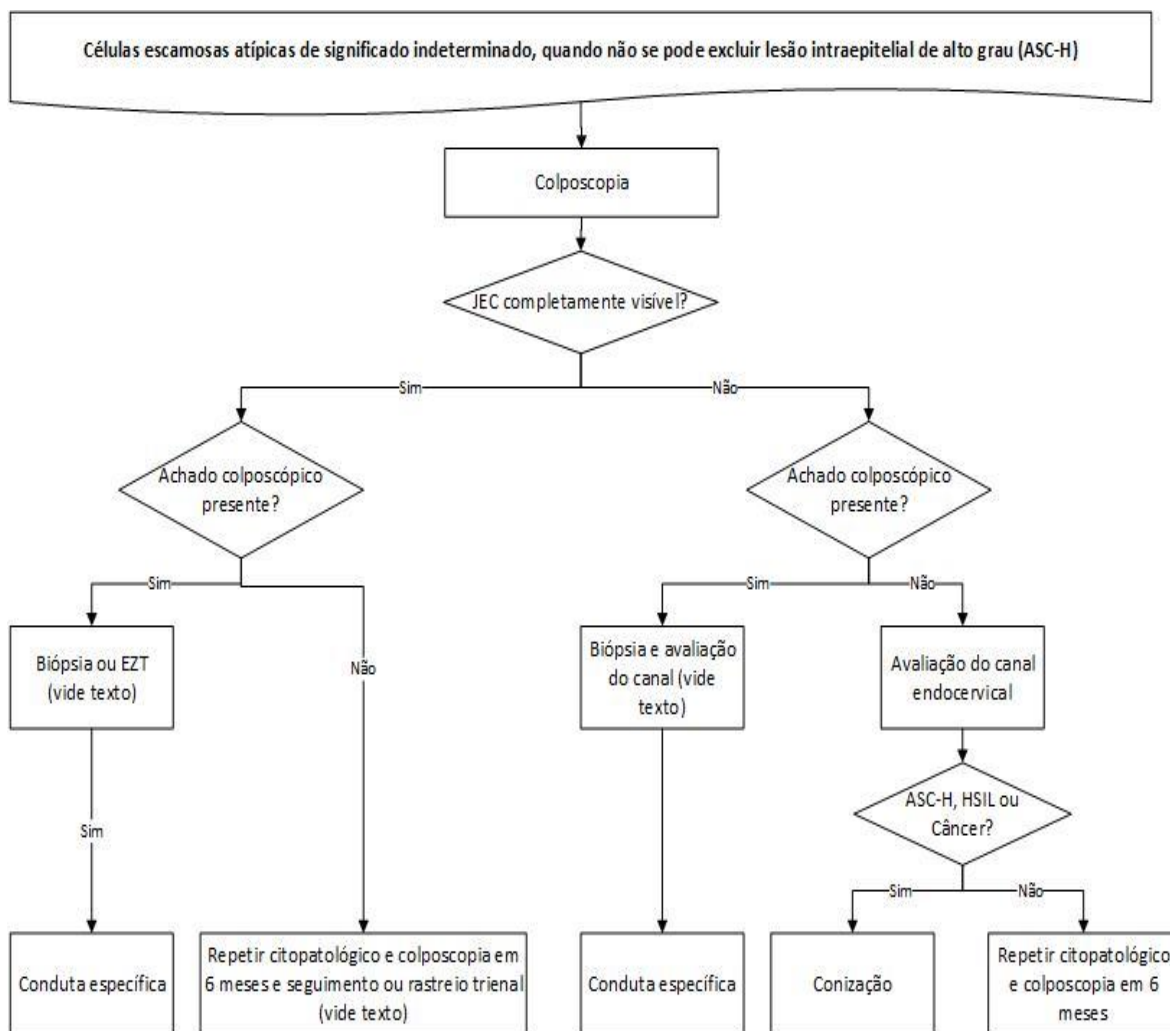 Células escamosas atípicas de significado indeterminado, quando não se pode excluir lesão intraepitelial de alto grau (ASC-H)
Colposcopia
JEC completamente visível?
Sim
Não
Achado colposcópico
presente?
Achado colposcópico
presente?
Sim
Não
Sim
Não
Biópsia ou EZT
(vide texto)
Biópsia e avaliação
do canal (vide
texto)
Avaliação do canal
endocervical
Sim
ASC-H, HSIL ou
Câncer?
Sim
Não
Conduta específica
Repetir citopatológico e colposcopia em
6 meses e seguimento ou rastreio trienal
(vide texto)
Conduta específica
Conização
Repetir citopatológico
e colposcopia em 6
meses